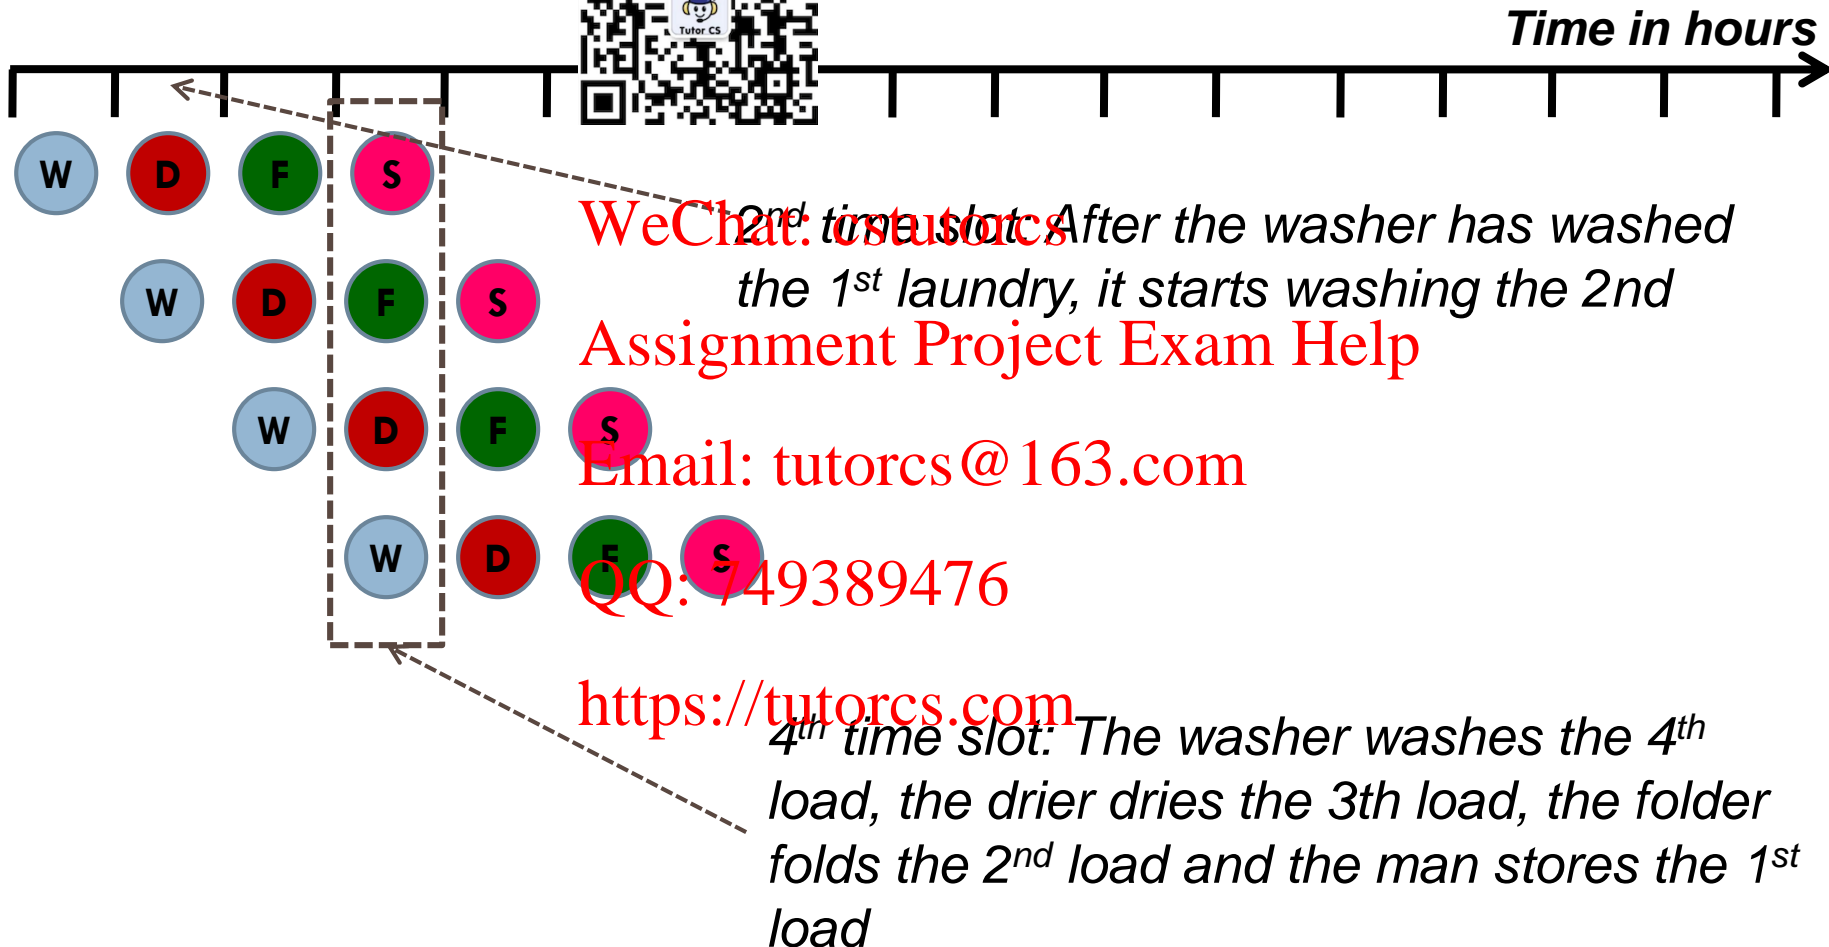 Tutor CS
Time in hours
W D F S
WeChat: cstutorcs
2nd time slot: After the washer has washed
W D F S
the 1st laundry, it starts washing the 2nd
Assignment Project Exam Help
W D F S
Email: tutorcs@163.com
W D F S
QQ: 749389476
https://tutorcs.com
4th time slot: The washer washes the 4th
load, the drier dries the 3th load, the folder
folds the 2nd load and the man stores the 1st
load